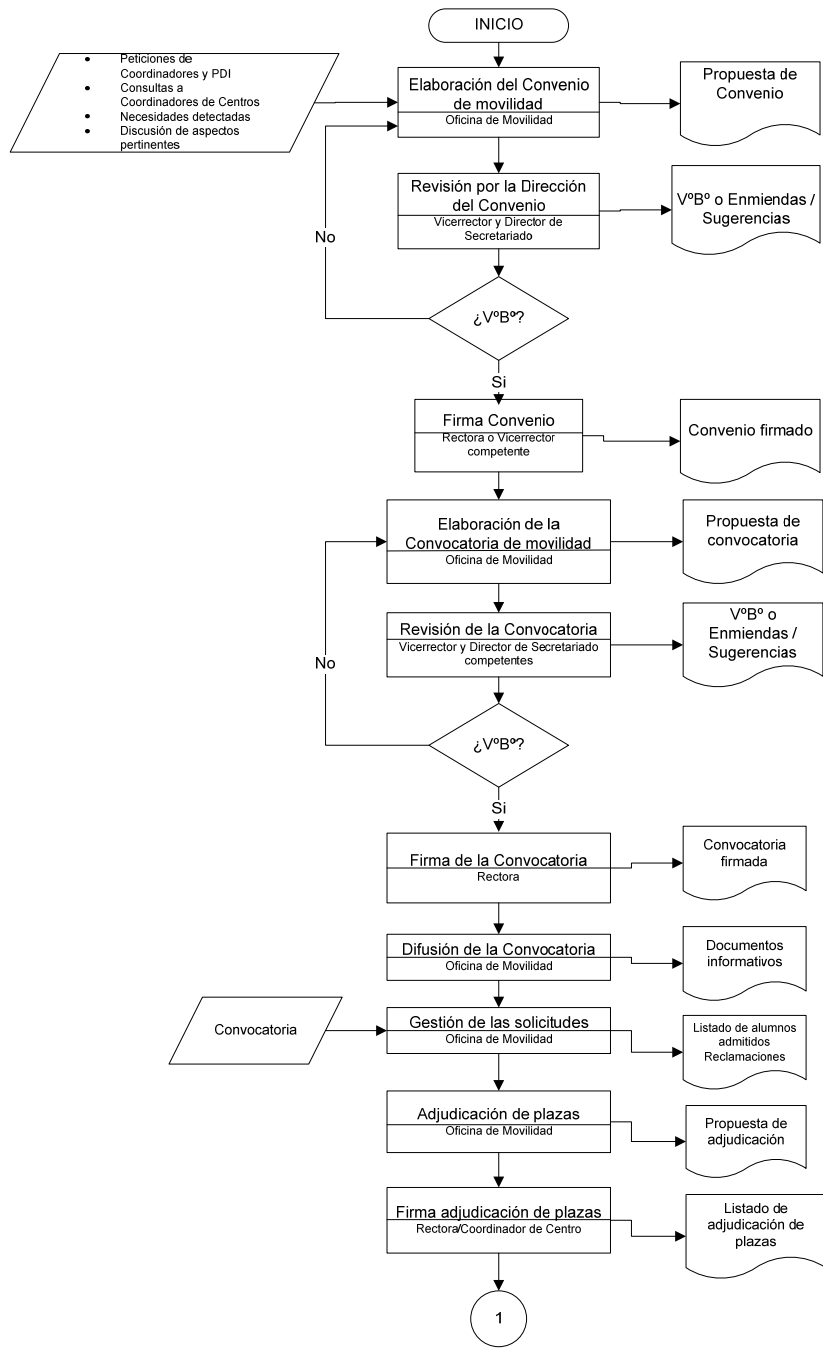 INICIO
• Peticiones de
Coordinadores y PDI
• Consultas a
Coordinadores de Centros
• Necesidades detectadas
• Discusión de aspectos
pertinentes
Elaboración del Convenio
de movilidad
Oficina de Movilidad
Propuesta de
Convenio
Revisión por la Dirección
del Convenio
Vicerrector y Director de
Secretariado
VºBº o Enmiendas /
Sugerencias
No
¿VºBº?
Si
Firma Convenio
Rectora o Vicerrector
competente
Convenio firmado
Elaboración de la
Convocatoria de movilidad
Oficina de Movilidad
Propuesta de
convocatoria
Revisión de la Convocatoria
Vicerrector y Director de Secretariado
competentes
VºBº o
Enmiendas /
Sugerencias
No
¿VºBº?
Si
Firma de la Convocatoria
Rectora
Convocatoria
firmada
Difusión de la Convocatoria
Oficina de Movilidad
Documentos
informativos
Convocatoria
Gestión de las solicitudes
Oficina de Movilidad
Listado de alumnos
admitidos
Reclamaciones
Adjudicación de plazas
Oficina de Movilidad
Propuesta de
adjudicación
Firma adjudicación de plazas
Rectora/Coordinador de Centro
Listado de
adjudicación de
plazas
1